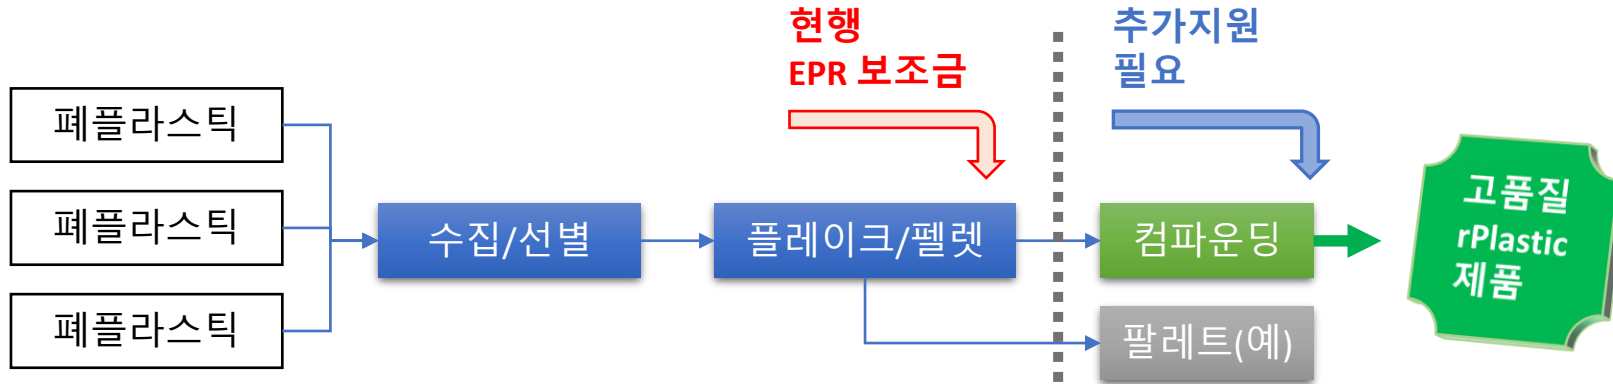 현행
EPR 보조금
추가지원
필요
폐플라스틱
폐플라스틱
폐플라스틱
수집/선별
플레이크/펠렛
컴파운딩
팔레트(예)
고품질
rPlastic
제품